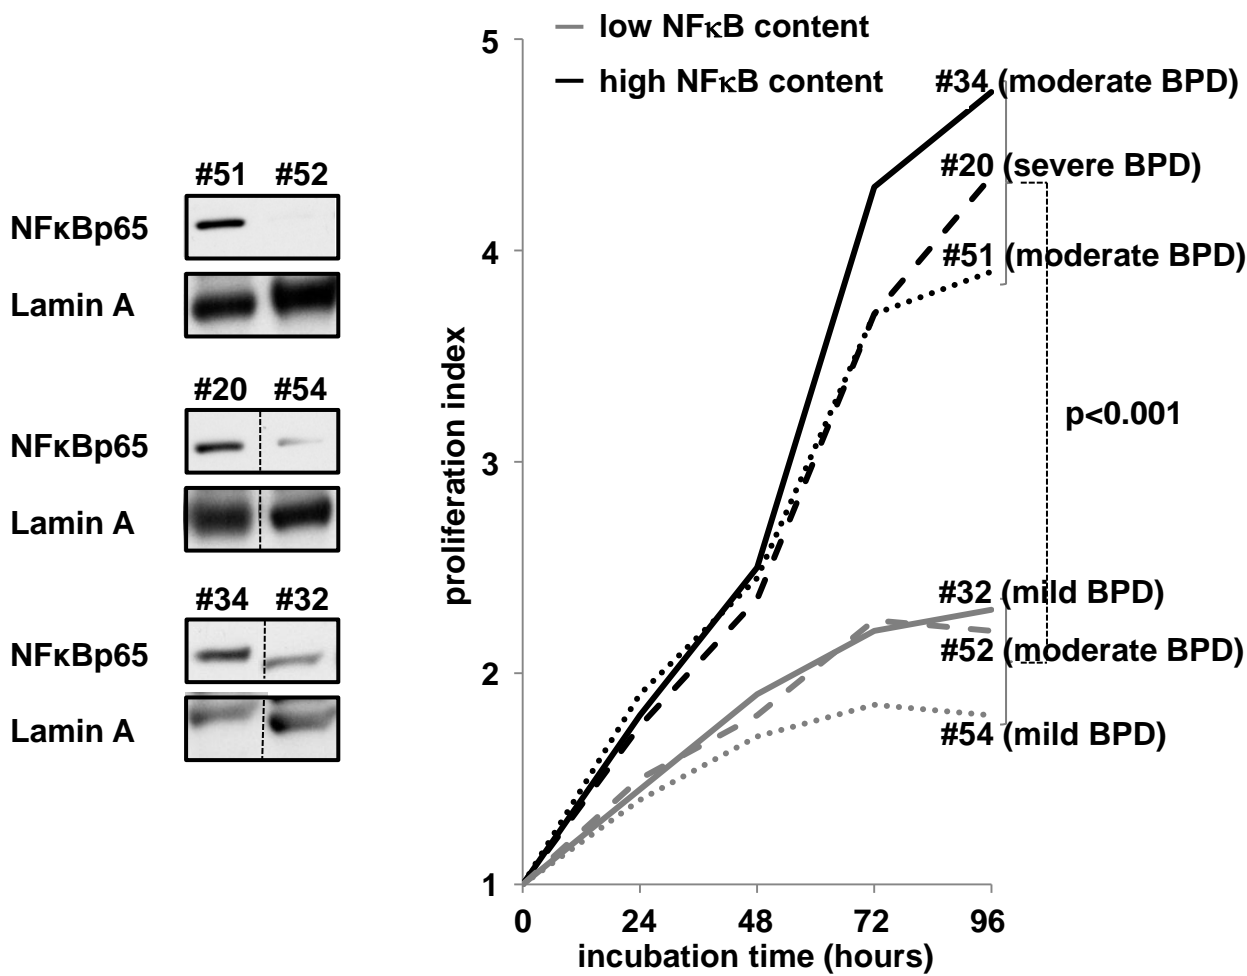 #51 #52
NFκBp65
Lamin A
#20 #54
NFκBp65
Lamin A
#34 #32
NFκBp65
Lamin A
low NFκB content
high NFκB content
5
4
3
2
1
proliferation index
#34 (moderate BPD)
#20 (severe BPD)
#51 (moderate BPD)
p<0.001
#32 (mild BPD)
#52 (moderate BPD)
#54 (mild BPD)
0 24 48 72 96
incubation time (hours)